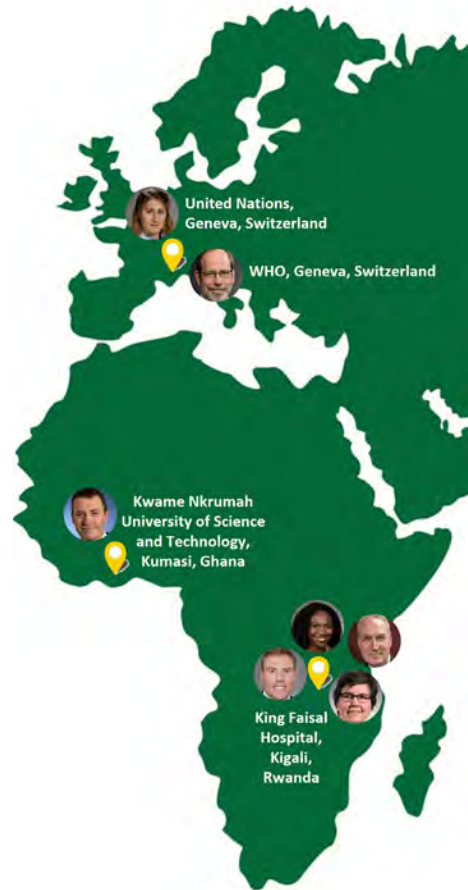 United Nations,
Geneva, Switzerland
WHO, Geneva, Switzerland
Kwame Nkrumah
University of Science
and Technology,
Kumasi, Ghana
King Faisal
Hospital,
Kigali,
Rwanda